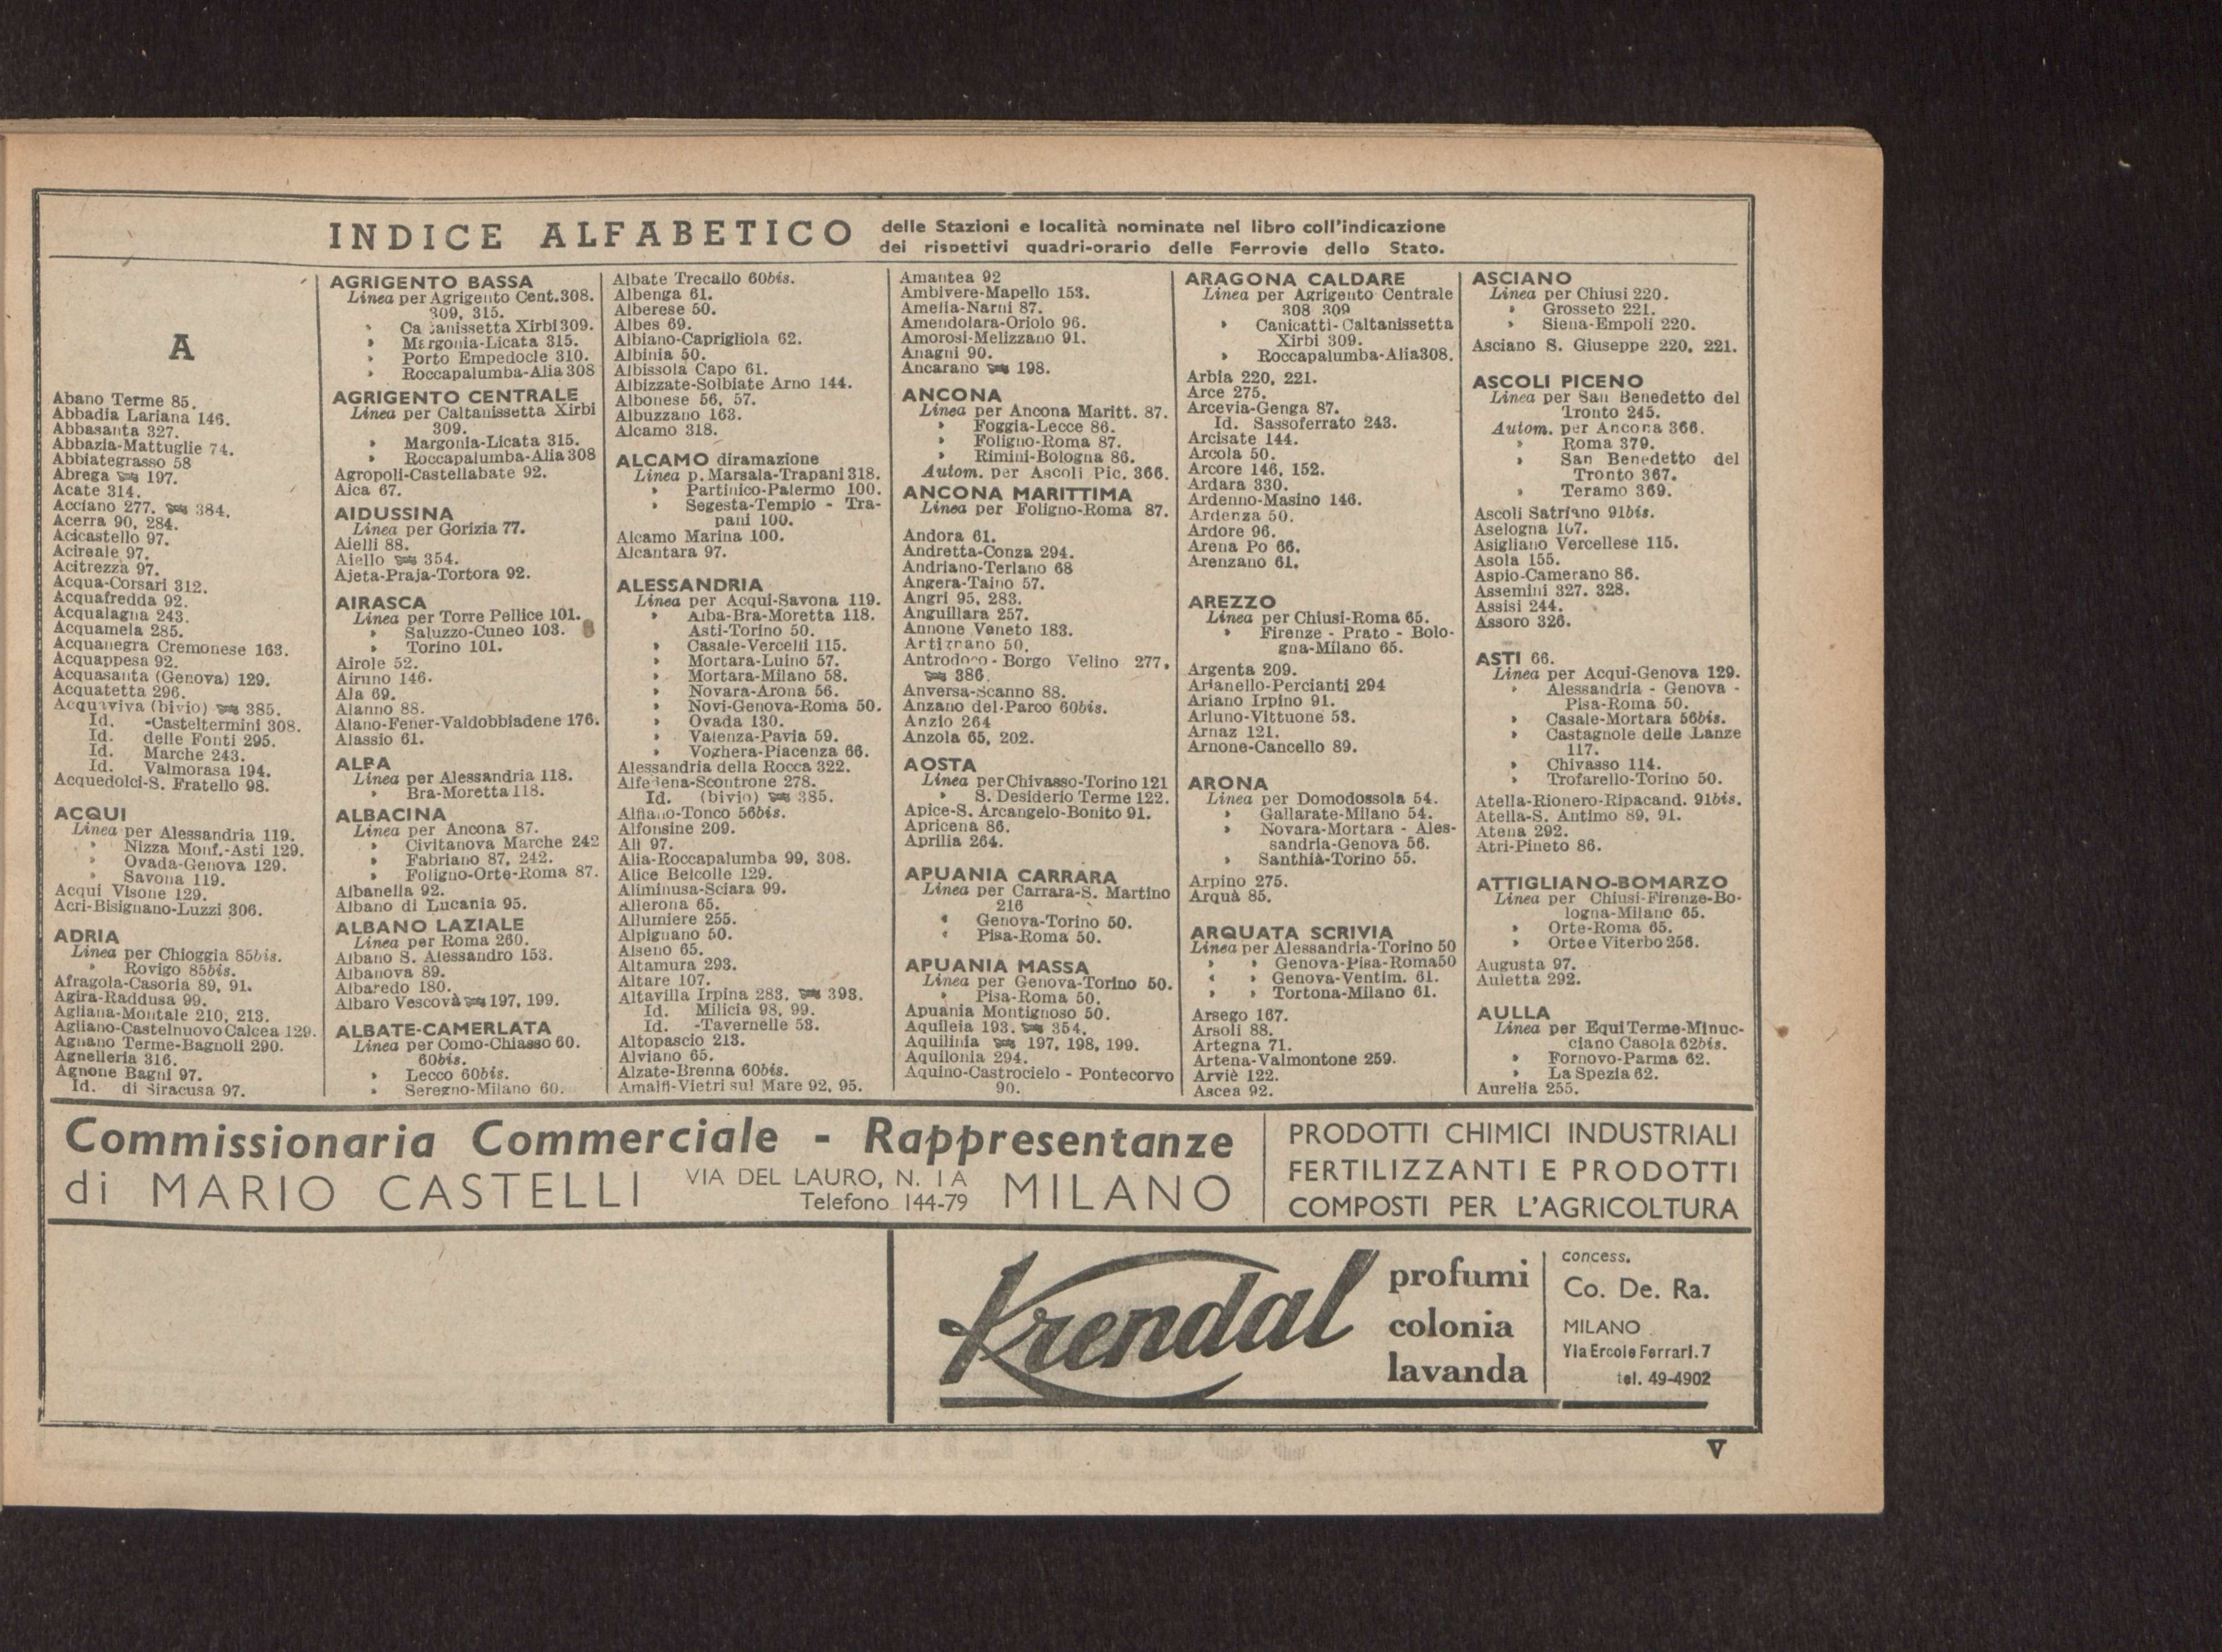 INDICE ALFABETICO
delle Stazioni e località nominate nel libro coll'indicazione
dei rispettivi quadri-orario delle Ferrovie dello Stato.
A
Abano Terme 85.
Abbadia Lariana 146.
Abbasanta 327.
Abbazia-Mattuglie 74.
Abbiategrasso 58
Abrega 197.
Acate 314.
Acciano 277. 384.
Acerra 90, 284.
Acicastello 97.
Acireale 97.
Acitrezza 97.
Acqua-Corsari 312.
Acquafredda 92.
Acqualagna 243.
Acquamela 285.
Acquanegra Cremonese 163.
Acquappesa 92.
Acquasanta (Genova) 129.
Acquatetta 296.
Acquaviva (bivio) 385.
Id. -Casteltermini 308.
Id. delle Fonti 295.
Id. Marche 243.
Id. Valmorasa 194.
Acquedolci-S. Fratello 98.
ACQUI
Linea per Alessandria 119.
» Nizza Monf.-Asti 129.
» Ovada-Genova 129.
» Savona 119.
Acqui Visone 129.
Acri-Bisignano-Luzzi 306.
ADRIA
Linea per Chioggia 85bis.
» Rovigo 85bis.
Afragola-Casoria 89, 91.
Agira-Raddusa 99.
Agliana-Montale 210, 213.
Agliano-Castelnuovo Calcea 129.
Agnano Terme-Bagnoli 290.
Agnelleria 316.
Agnone Bagni 97.
Id. di Siracusa 97.
AGRIGENTO BASSA
Linea per Agrigento Cent. 308.
309, 315.
» Caltanissetta Xirbi 309.
» Margonia-Licata 315.
» Porto Empedocle 310.
» Roccapalumba-Alia 308
AGRIGENTO CENTRALE
Linea per Caltanissetta Xirbi
309.
» Margonia-Licata 315.
» Roccapalumba-Alia 308
Agropoli-Castellabate 92.
Aica 67.
AIDUSSINA
Linea per Gorizia 77.
Aielli 88.
Aiello 354.
Ajeta-Praja-Tortora 92.
AIRASCA
Linea per Torre Pellice 101.
» Saluzzo-Cuneo 103.
» Torino 101.
Airole 52.
Airuno 146.
Ala 69.
Alanno 88.
Alano-Fener-Valdobbiadene 176.
Alassio 61.
ALBA
Linea per Alessandria 118.
» Bra-Moretta 118.
ALBACINA
Linea per Ancona 87.
» Civitanova Marche 242
» Fabriano 87, 242.
» Foligno-Orte-Roma 87.
Albanella 92.
Albano di Lucania 95.
ALBANO LAZIALE
Linea per Roma 260.
Albano S. Alessandro 153.
Albanova 89.
Albaredo 180.
Albaro Vescovà 197, 199.
ALBATE-CAMERLATA
Linea per Como-Chiasso 60.
60bis.
» Lecco 60bis.
» Seregno-Milano 60.
Albate Trecallo 60bis.
Albenga 61.
Alberese 50.
Albes 69.
Albiano-Caprigliola 62.
Albinia 50.
Albissola Capo 61.
Albizzate-Solbiate Arno 144.
Albonese 56, 57.
Albuzzano 163.
Alcamo 318.
ALCAMO diramazione
Linea p. Marsala-Trapani 318.
» Partinico-Palermo 100.
» Segesta-Tempio - Tra-
pani 100.
Alcamo Marina 100.
Alcantara 97.
ALESSANDRIA
Linea per Acqui-Savona 119.
» Alba-Bra-Moretta 118.
Asti-Torino 50.
» Casale-Vercelli 115.
» Mortara-Luino 57.
» Mortara-Milano 58.
» Novara-Arona 56.
» Novi-Genova-Roma 50.
» Ovada 130.
» Valenza-Pavia 59.
» Voghera-Piacenza 66.
Alessandria della Rocca 322.
Alfedena-Scontrone 278.
Id. (bivio) 385.
Alfiano-Tonco 56bis.
Alfonsine 209.
Alì 97.
Alia-Roccapalumba 99, 308.
Alice Belcolle 129.
Aliminusa-Sciara 99.
Allerona 65.
Allumiere 255.
Alpignano 50.
Alseno 65.
Altamura 293.
Altare 107.
Altavilla Irpina 283. 393.
Id. Milicia 98, 99.
Id. -Tavernelle 53.
Altopascio 213.
Alviano 65.
Alzate-Brenna 60bis.
Amalfi-Vietri sul Mare 92, 95.
Amantea 92
Ambivere-Mapello 153.
Amelia-Narni 87.
Amendolara-Oriolo 96.
Amorosi-Melizzano 91.
Anagni 90.
Ancarano 198.
ANCONA
Linea per Ancona Maritt. 87.
» Foggia-Lecce 86.
» Foligno-Roma 87.
» Rimini-Bologna 86.
Autom. per Ascoli Pic. 366.
ANCONA MARITTIMA
Linea per Foligno-Roma 87.
Andora 61.
Andretta-Conza 294.
Andriano-Terlano 68
Angera-Taino 57.
Angri 95, 283.
Anguillara 257.
Annone Veneto 183.
Antignano 50.
Antrodoco - Borgo Velino 277,
386.
Anversa-Scanno 88.
Anzano del Parco 60bis.
Anzio 264
Anzola 65, 202.
AOSTA
Linea per Chivasso-Torino 121
» S. Desiderio Terme 122.
Apice-S. Arcangelo-Bonito 91.
Apricena 86.
Aprilia 264.
APUANIA CARRARA
Linea per Carrara-S. Martino
216
‹ Genova-Torino 50.
‹ Pisa-Roma 50.
APUANIA MASSA
Linea per Genova-Torino 50.
» Pisa-Roma 50.
Apuania Montignoso 50.
Aquileia 193. 354.
Aquilinia 197, 198, 199.
Aquilonia 294.
Aquino-Castrocielo - Pontecorvo
90.
ARAGONA CALDARE
Linea per Agrigento Centrale
308 309
» Canicattì-Caltanissetta
Xirbi 309.
» Roccapalumba-Alia 308.
Arbia 220, 221.
Arce 275.
Arcevia-Genga 87.
Id. Sassoferrato 243.
Arcisate 144.
Arcola 50.
Arcore 146, 152.
Ardara 330.
Ardenno-Masino 146.
Ardenza 50.
Ardore 96.
Arena Po 66.
Arenzano 61.
AREZZO
Linea per Chiusi-Roma 65.
» Firenze - Prato - Bolo-
gna-Milano 65.
Argenta 209.
Arianello-Percianti 294
Ariano Irpino 91.
Arluno-Vittuone 53.
Arnaz 121.
Arnone-Cancello 89.
ARONA
Linea per Domodossola 54.
» Gallarate-Milano 54.
» Novara-Mortara - Ales-
sandria-Genova 56.
» Santhià-Torino 55.
Arpino 275.
Arquà 85.
ARQUATA SCRIVIA
Linea per Alessandria-Torino 50
» » Genova-Pisa-Roma 50
‹ » Genova-Ventim. 61.
» » Tortona-Milano 61.
Arsego 167.
Arsoli 88.
Artegna 71.
Artena-Valmontone 259.
Arviè 122.
Ascea 92.
ASCIANO
Linea per Chiusi 220.
» Grosseto 221.
» Siena-Empoli 220.
Asciano S. Giuseppe 220, 221.
ASCOLI PICENO
Linea per San Benedetto del
Tronto 245.
Autom. per Ancona 366.
» Roma 379.
» San Benedetto del
Tronto 367.
» Teramo 369.
Ascoli Satriano 91bis.
Aselogna 167.
Asigliano Vercellese 115.
Asola 155.
Aspio-Camerano 86.
Assemini 327. 328.
Assisi 244.
Assoro 326.
ASTI 66.
Linea per Acqui-Genova 129.
» Alessandria - Genova -
Pisa-Roma 50.
» Casale-Mortara 56bis.
» Castagnole delle Lanze
117.
» Chivasso 114.
» Trofarello-Torino 50.
Atella-Rionero-Ripacand. 91bis.
Atella-S. Antimo 89, 91.
Atena 292.
Atri-Pineto 86.
ATTIGLIANO-BOMARZO
Linea per Chiusi-Firenze-Bo-
logna-Milano 65.
» Orte-Roma 65.
» Orte e Viterbo 256.
Augusta 97.
Auletta 292.
AULLA
Linea per Equi Terme-Minuc-
ciano Casola 62bis.
» Fornovo-Parma 62.
» La Spezia 62.
Aurelia 255.
Commissionaria Commerciale - Rappresentanze
di MARIO CASTELLI
VIA DEL LAURO, N. 1 A
Telefono 144-79
MILANO
PRODOTTI CHIMICI INDUSTRIALI
FERTILIZZANTI E PRODOTTI
COMPOSTI PER L'AGRICOLTURA
Krendal
profumi
colonia
lavanda
concess.
Co. De. Ra.
MILANO
Via Ercole Ferrari. 7
tel. 49-4902
V